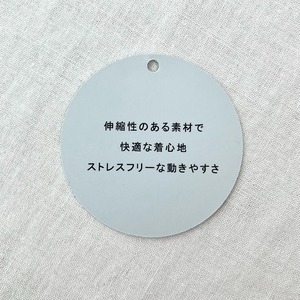 伸縮性のある素材で
快適な着心地
ストレスフリーな動きやすさ